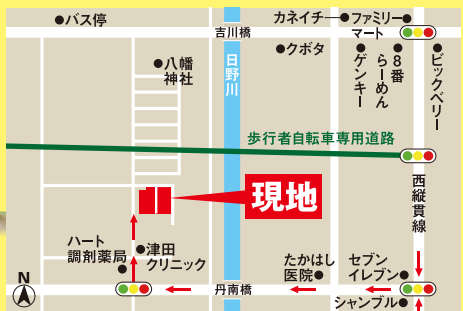 バス停
カネイチ
ファミリー
マート
吉川橋
クボタ
ゲンキー
8番
らーめん
ビックベリー
八幡
神社
日野川
歩行者自転車専用道路
西縦貫線
現地
ハート
調剤薬局
津田
クリニック
たかはし
医院
セブン
イレブン
N
丹南橋
シャンブル